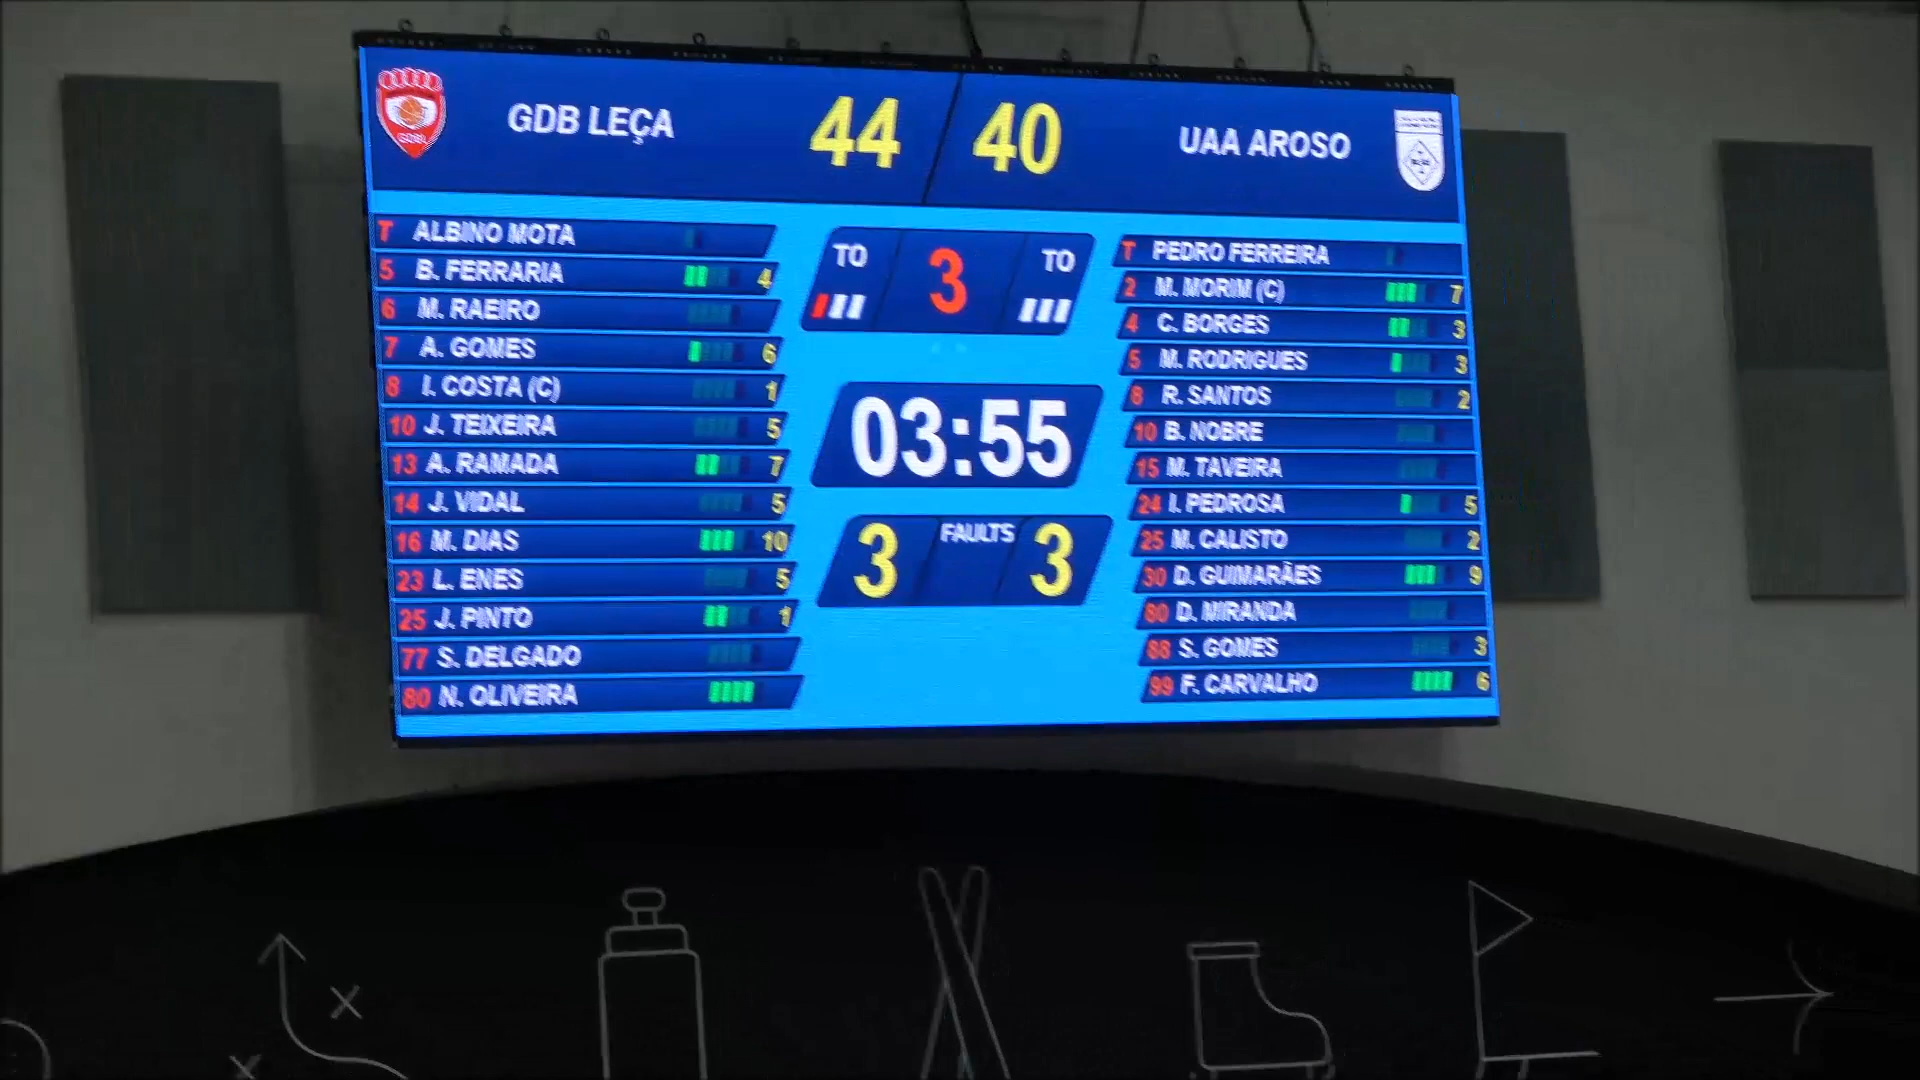 GDB LEÇA 44 40 UAA AROSO
GDBL
T ALBINO MOTA
5 B. FERRARIA 4
6 M. RAEIRO
7 A. GOMES 6
8 I. COSTA (C) 1
10 J. TEIXEIRA 5
13 A. RAMADA 7
14 J. VIDAL 5
16 M. DIAS 10
23 L. ENES 5
25 J. PINTO 1
77 S. DELGADO
80 N. OLIVEIRA
TO 3 TO
03:55
3 FAULTS 3
T PEDRO FERREIRA
2 M. MORIM (C) 7
4 C. BORGES 3
5 M. RODRIGUES 3
8 R. SANTOS 2
10 B. NOBRE
15 M. TAVEIRA
24 I. PEDROSA 5
25 M. CALISTO 2
30 D. GUIMARÃES 9
80 D. MIRANDA
88 S. GOMES 3
99 F. CARVALHO 6